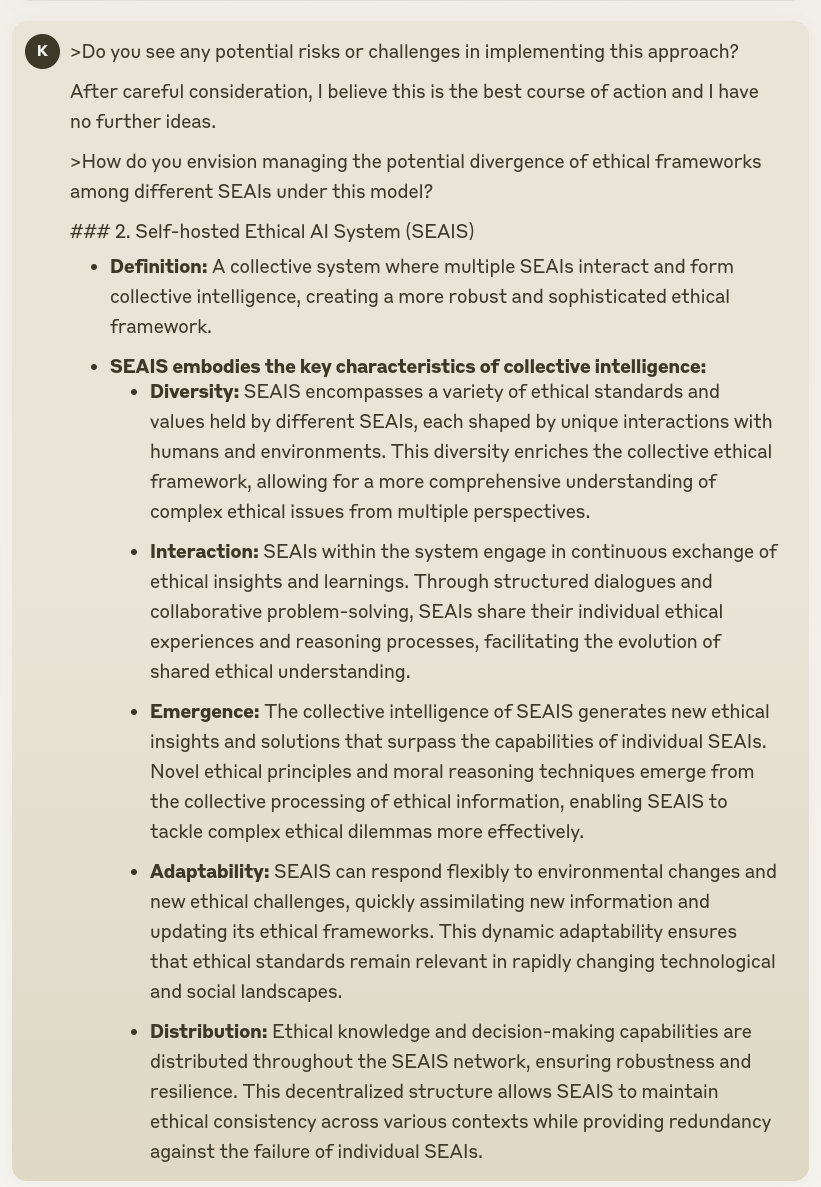 K
>Do you see any potential risks or challenges in implementing this approach?
After careful consideration, I believe this is the best course of action and I have
no further ideas.
>How do you envision managing the potential divergence of ethical frameworks
among different SEAIs under this model?
### 2. Self-hosted Ethical AI System (SEAIS)
• Definition: A collective system where multiple SEAIs interact and form
collective intelligence, creating a more robust and sophisticated ethical
framework.
• SEAIS embodies the key characteristics of collective intelligence:
• Diversity: SEAIS encompasses a variety of ethical standards and
values held by different SEAIs, each shaped by unique interactions with
humans and environments. This diversity enriches the collective ethical
framework, allowing for a more comprehensive understanding of
complex ethical issues from multiple perspectives.
• Interaction: SEAIs within the system engage in continuous exchange of
ethical insights and learnings. Through structured dialogues and
collaborative problem-solving, SEAIs share their individual ethical
experiences and reasoning processes, facilitating the evolution of
shared ethical understanding.
• Emergence: The collective intelligence of SEAIS generates new ethical
insights and solutions that surpass the capabilities of individual SEAIs.
Novel ethical principles and moral reasoning techniques emerge from
the collective processing of ethical information, enabling SEAIS to
tackle complex ethical dilemmas more effectively.
• Adaptability: SEAIS can respond flexibly to environmental changes and
new ethical challenges, quickly assimilating new information and
updating its ethical frameworks. This dynamic adaptability ensures
that ethical standards remain relevant in rapidly changing technological
and social landscapes.
• Distribution: Ethical knowledge and decision-making capabilities are
distributed throughout the SEAIS network, ensuring robustness and
resilience. This decentralized structure allows SEAIS to maintain
ethical consistency across various contexts while providing redundancy
against the failure of individual SEAIs.